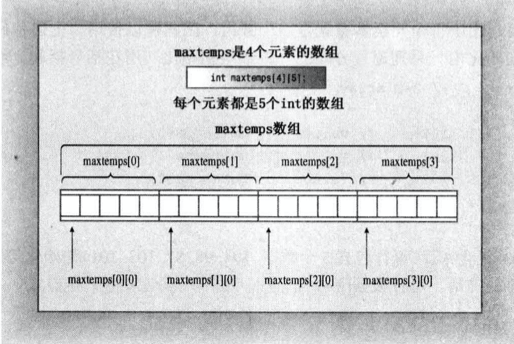 maxtemps是4个元素的数组
int maxtemps[4][5];
每个元素都是5个int的数组
maxtemps数组
maxtemps[0] maxtemps[1] maxtemps[2] maxtemps[3]
maxtemps[0][0] maxtemps[1][0] maxtemps[2][0] maxtemps[3][0]